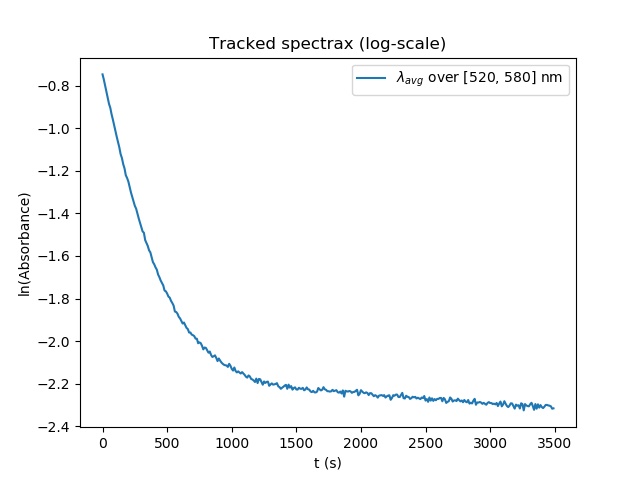 Tracked spectrax (log-scale)
λavg over [520, 580] nm
−0.8
−1.0
−1.2
−1.4
−1.6
−1.8
−2.0
−2.2
−2.4
ln(Absorbance)
0 500 1000 1500 2000 2500 3000 3500
t (s)